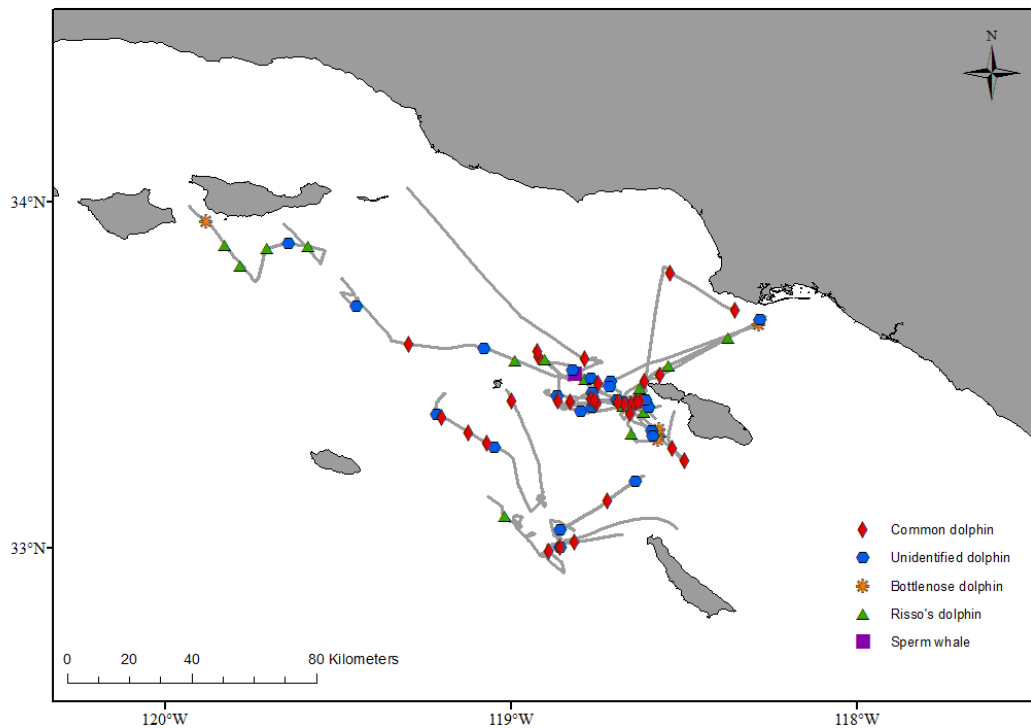 N
34°N
33°N
Common dolphin
Unidentified dolphin
Bottlenose dolphin
Risso's dolphin
Sperm whale
0 20 40 80 Kilometers
120°W 119°W 118°W